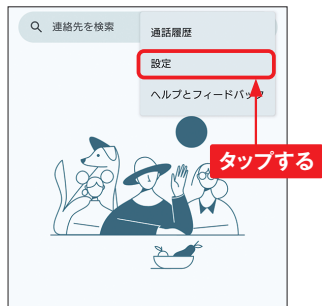 連絡先を検索
通話履歴
設定
ヘルプとフィードバック
タップする